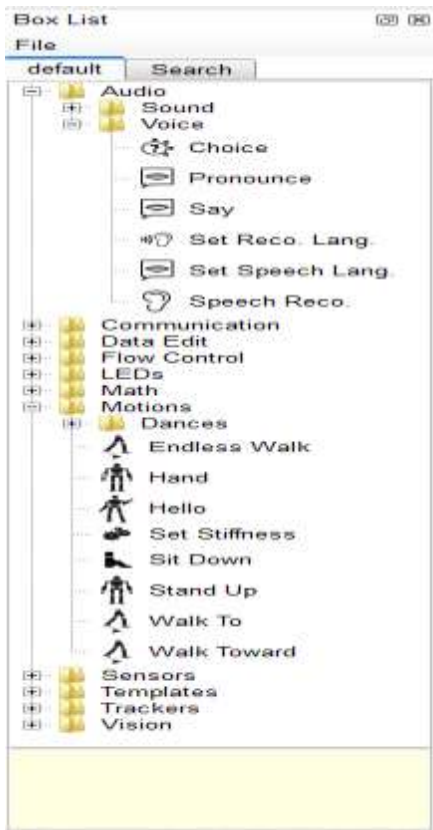 Box List
File
default Search
Audio
Sound
Voice
Choice
Pronounce
Say
Set Reco. Lang.
Set Speech Lang.
Speech Reco.
Communication
Data Edit
Flow Control
LEDs
Math
Motions
Dances
Endless Walk
Hand
Hello
Set Stiffness
Sit Down
Stand Up
Walk To
Walk Toward
Sensors
Templates
Trackers
Vision